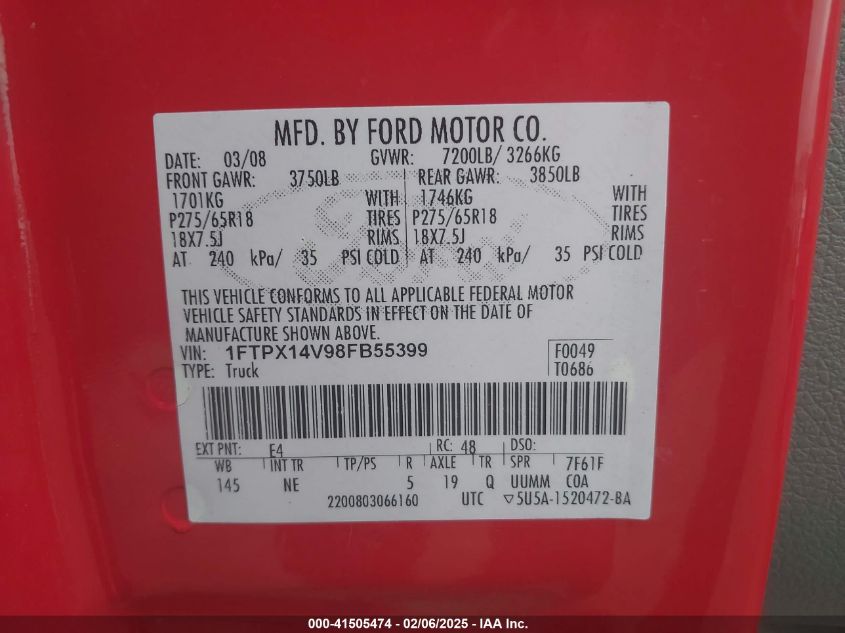 MFD. BY FORD MOTOR CO.
DATE: 03/08 GVWR: 7200LB/ 3266KG
FRONT GAWR: 3750LB REAR GAWR: 3850LB
1701KG WITH 1746KG WITH
P275/65R18 TIRES P275/65R18 TIRES
18X7.5J RIMS 18X7.5J RIMS
AT 240 kPa/ 35 PSI COLD AT 240 kPa/ 35 PSI COLD
THIS VEHICLE CONFORMS TO ALL APPLICABLE FEDERAL MOTOR
VEHICLE SAFETY STANDARDS IN EFFECT ON THE DATE OF
MANUFACTURE SHOWN ABOVE.
VIN: 1FTPX14V98FB55399 F0049
TYPE: Truck T0686
EXT PNT: E4 RC: 48 DSO:
WB INT TR TP/PS R AXLE TR SPR 7F61F
145 NE 5 19 Q UUMM COA
2200803066160 UTC ▽5U5A-1520472-BA
000-41505474 - 02/06/2025 - IAA Inc.